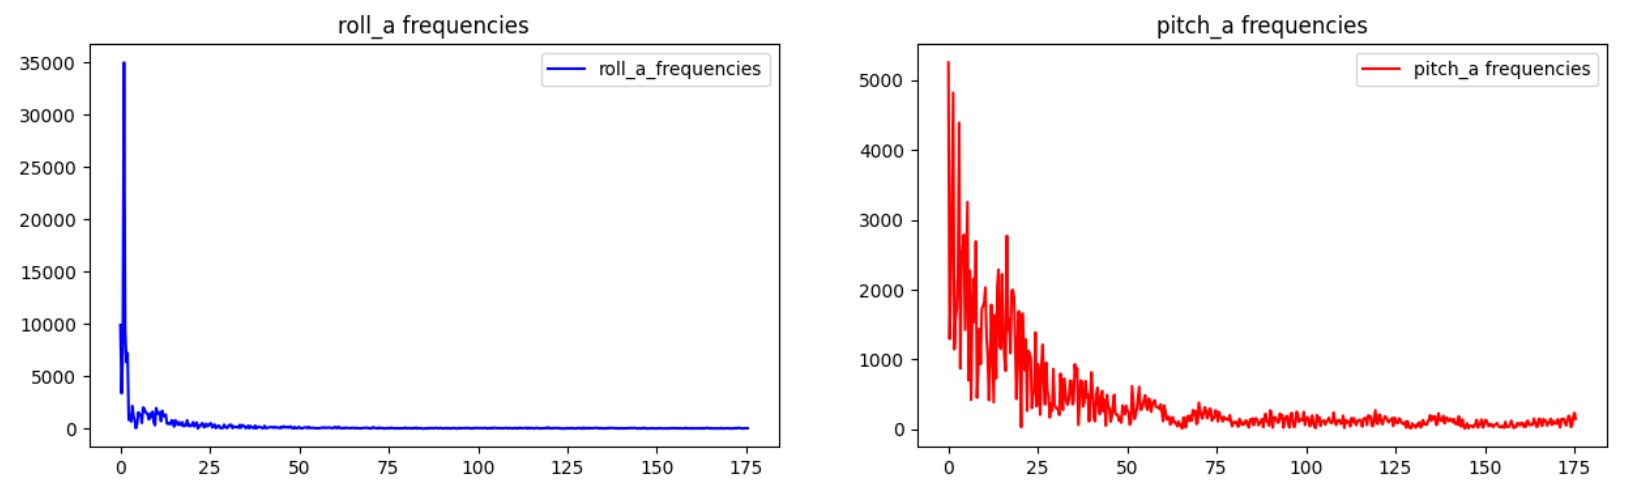 roll_a frequencies
roll_a_frequencies
35000
30000
25000
20000
15000
10000
5000
0
0 25 50 75 100 125 150 175
pitch_a frequencies
pitch_a frequencies
5000
4000
3000
2000
1000
0
0 25 50 75 100 125 150 175